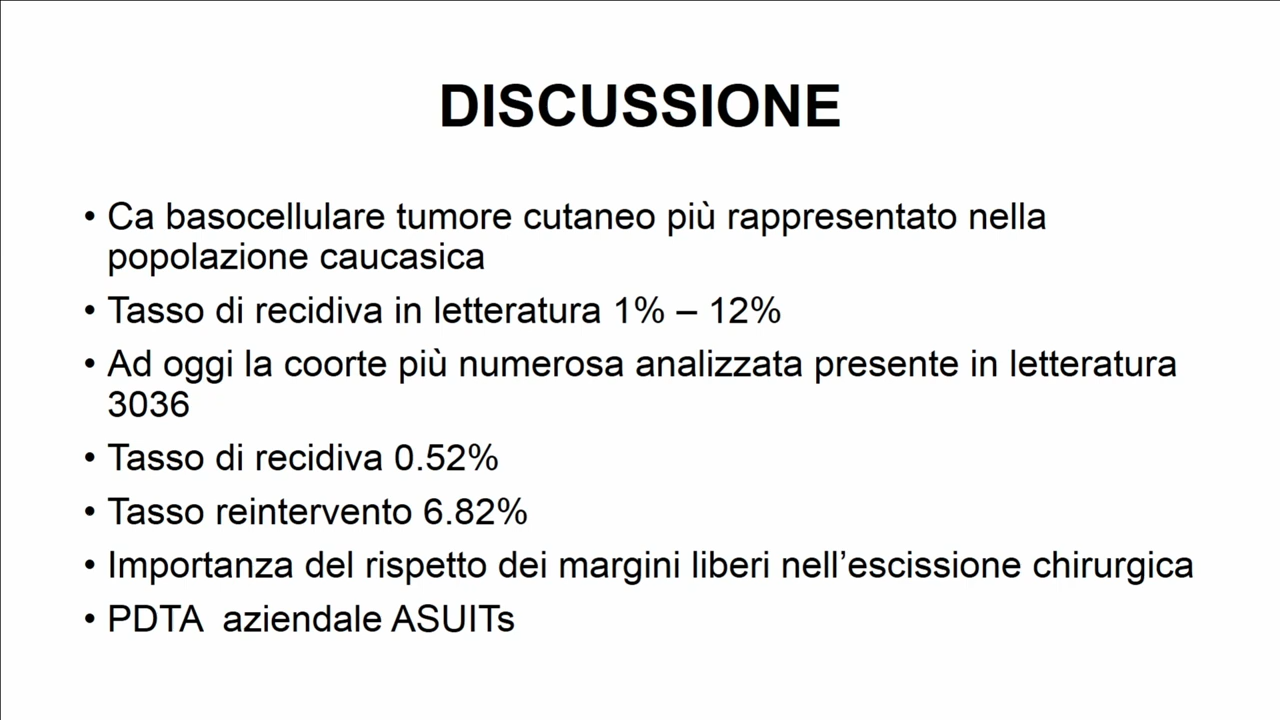 DISCUSSIONE
• Ca basocellulare tumore cutaneo più rappresentato nella
popolazione caucasica
• Tasso di recidiva in letteratura 1% – 12%
• Ad oggi la coorte più numerosa analizzata presente in letteratura
3036
• Tasso di recidiva 0.52%
• Tasso reintervento 6.82%
• Importanza del rispetto dei margini liberi nell’escissione chirurgica
• PDTA  aziendale ASUITs